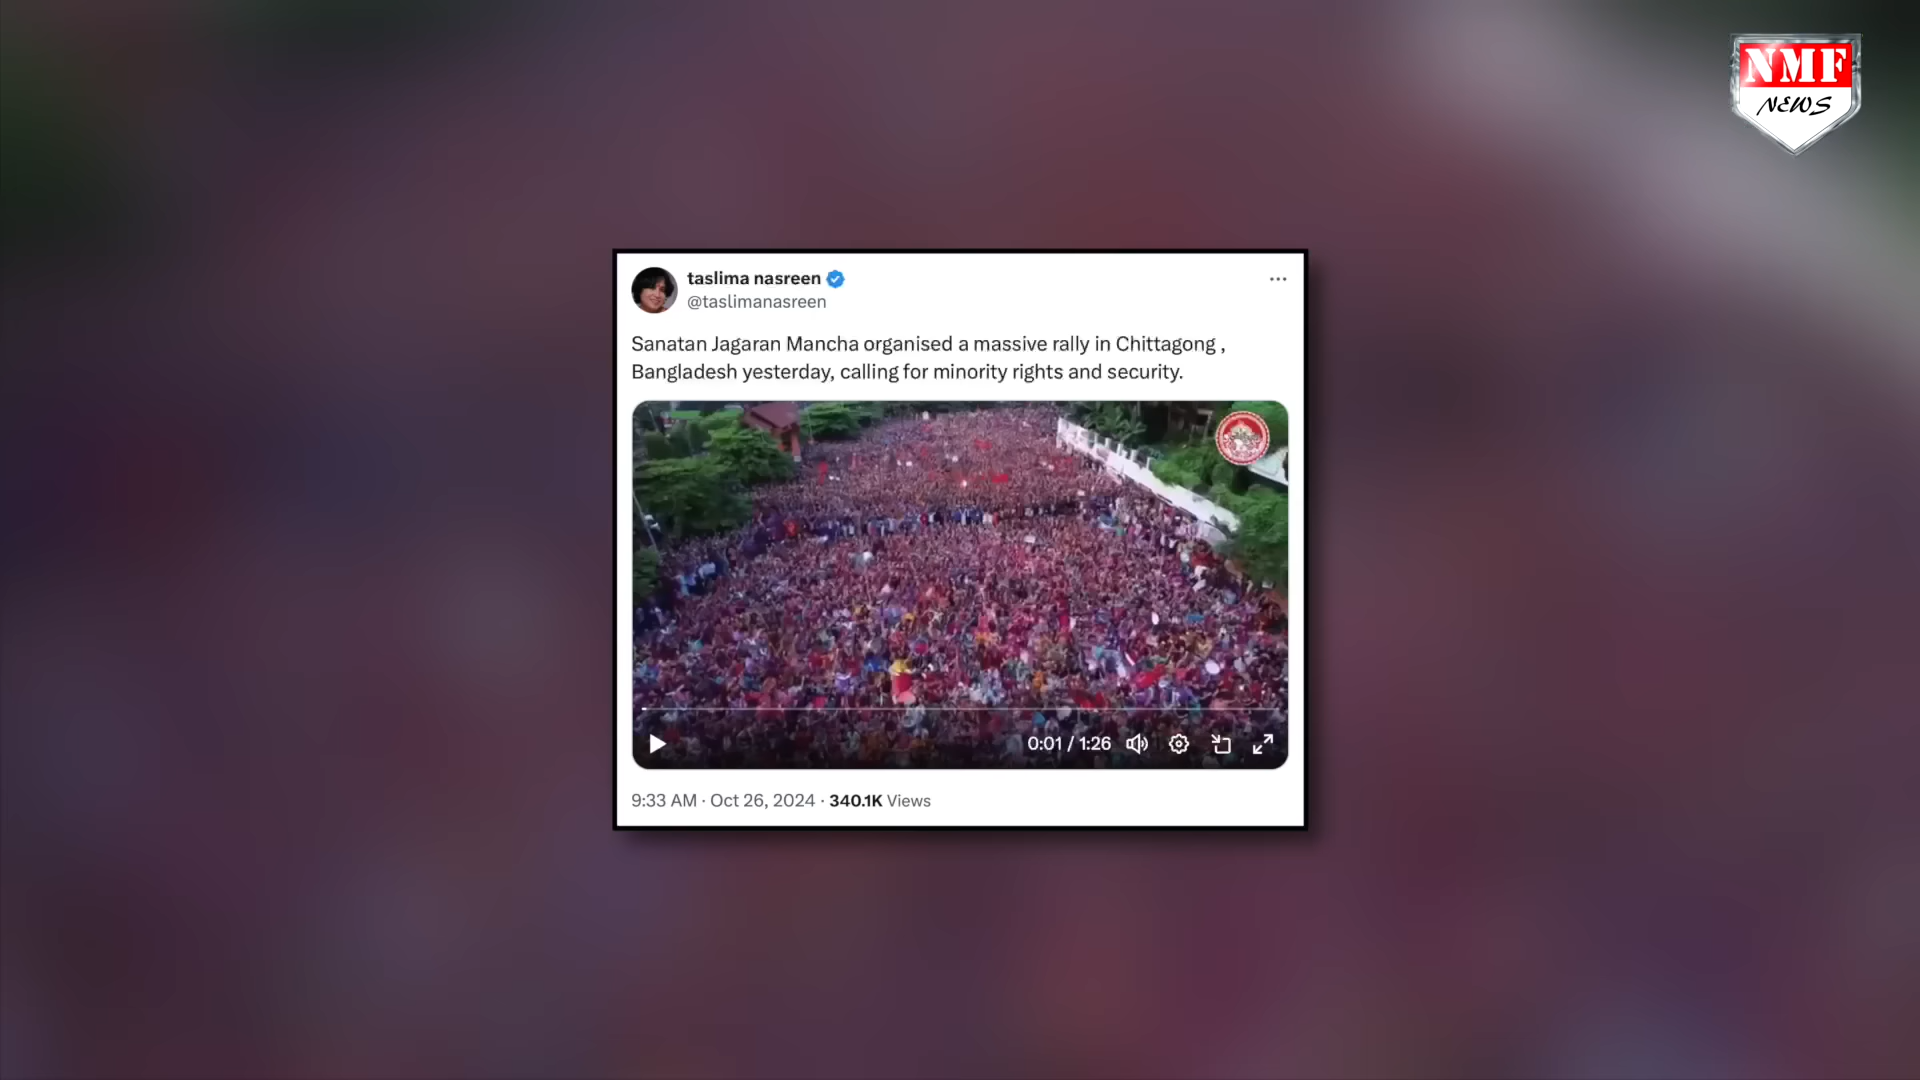 NMF
NEWS
taslima nasreen
@taslimanasreen
Sanatan Jagaran Mancha organised a massive rally in Chittagong ,
Bangladesh yesterday, calling for minority rights and security.
0:01 / 1:26
9:33 AM · Oct 26, 2024 · 340.1K Views